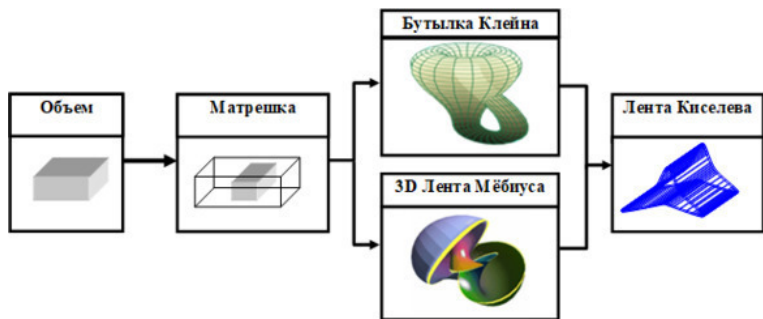 Объем
Матрешка
Бутылка Клейна
3D Лента Мёбиуса
Лента Киселева